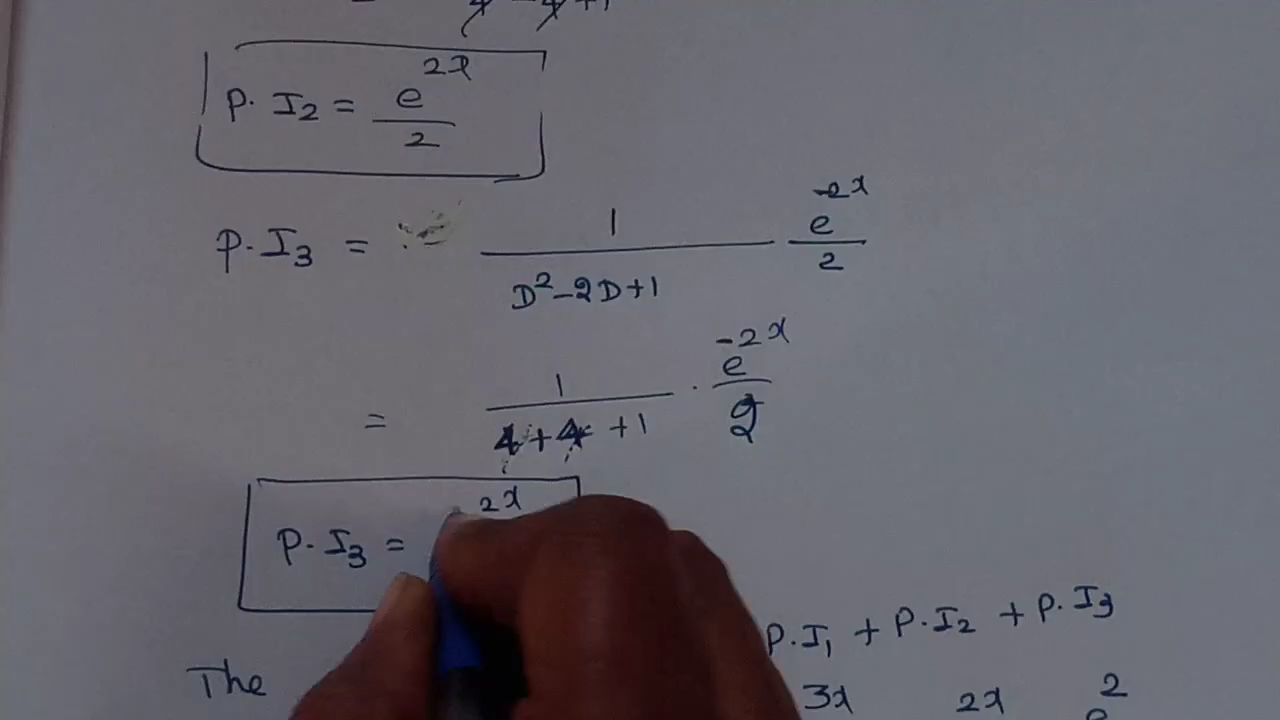 P. I₂ = e^2x / 2
P. I₃ = 1 / (D² - 2D + 1) e^-2x / 2
= 1 / (4 + 4 + 1) . e^-2x / 2
P. I₃ = 2x
P. I₁ + P. I₂ + P. I₃
The 3x 2x 2